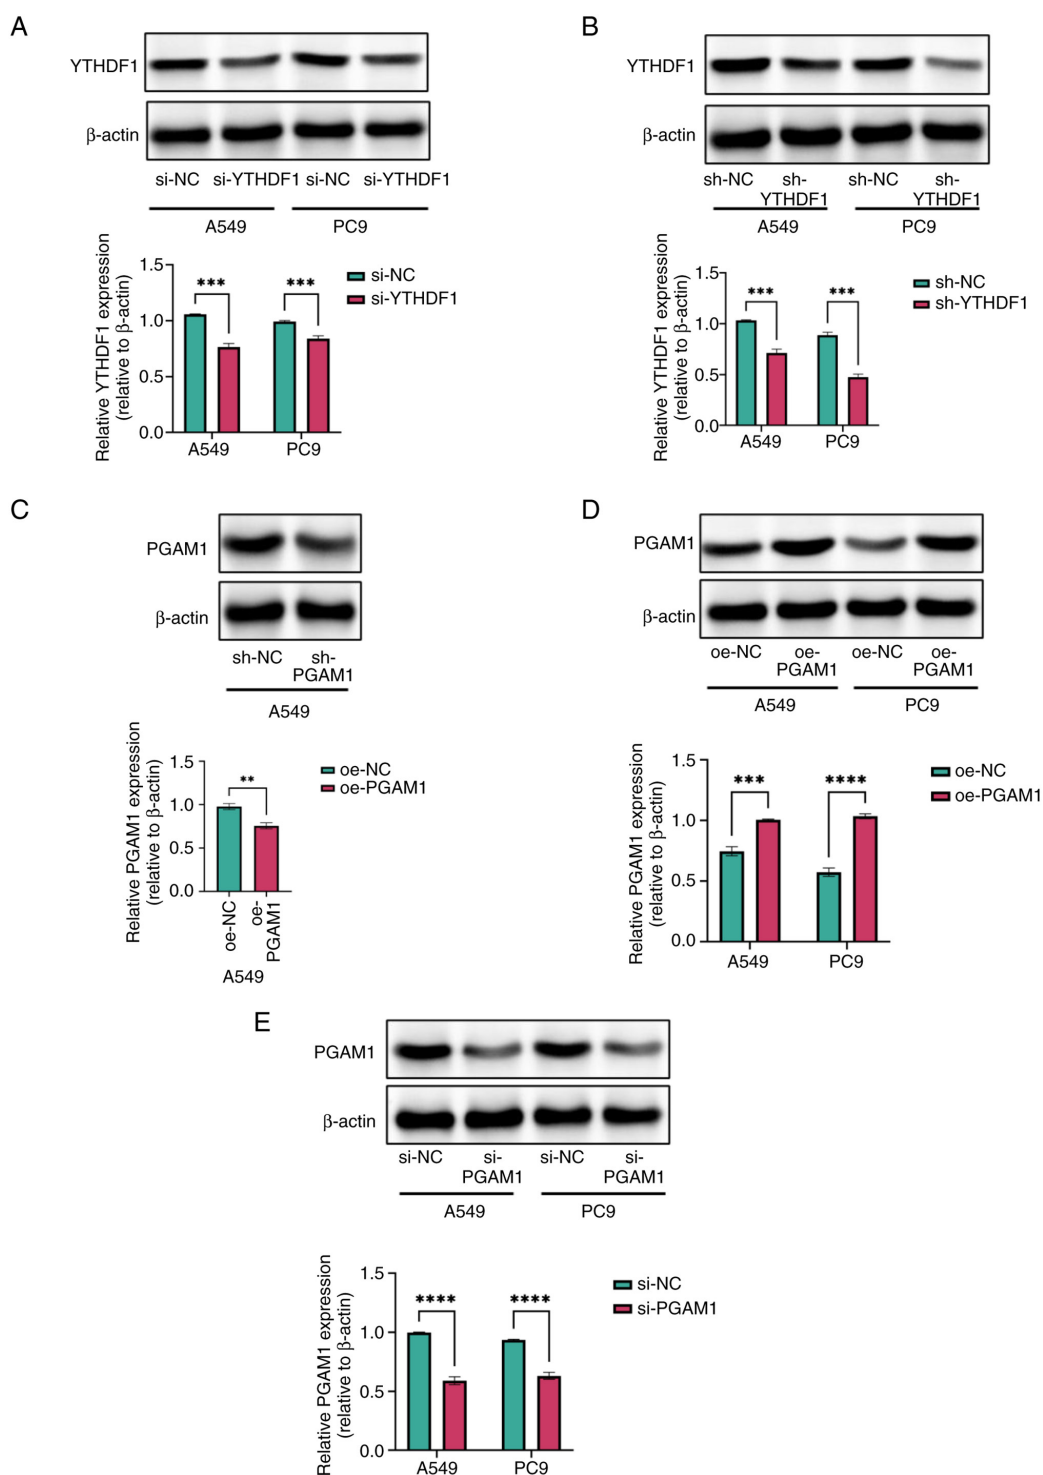 A
YTHDF1
β-actin
si-NC si-YTHDF1 si-NC si-YTHDF1
A549 PC9
Relative YTHDF1 expression
(relative to β-actin)
1.5
1.0
0.5
0.0
*** ***
si-NC
si-YTHDF1
A549 PC9
B
YTHDF1
β-actin
sh-NC sh-YTHDF1 sh-NC sh-YTHDF1
A549 PC9
Relative YTHDF1 expression
(relative to β-actin)
1.5
1.0
0.5
0.0
*** ***
sh-NC
sh-YTHDF1
A549 PC9
C
PGAM1
β-actin
sh-NC sh-PGAM1
A549
Relative PGAM1 expression
(relative to β-actin)
1.5
1.0
0.5
0.0
**
oe-NC
oe-PGAM1
oe-NC oe-PGAM1
A549
D
PGAM1
β-actin
oe-NC oe-PGAM1 oe-NC oe-PGAM1
A549 PC9
Relative PGAM1 expression
(relative to β-actin)
1.5
1.0
0.5
0.0
*** ****
oe-NC
oe-PGAM1
A549 PC9
E
PGAM1
β-actin
si-NC si-PGAM1 si-NC si-PGAM1
A549 PC9
Relative PGAM1 expression
(relative to β-actin)
1.5
1.0
0.5
0.0
**** ****
si-NC
si-PGAM1
A549 PC9